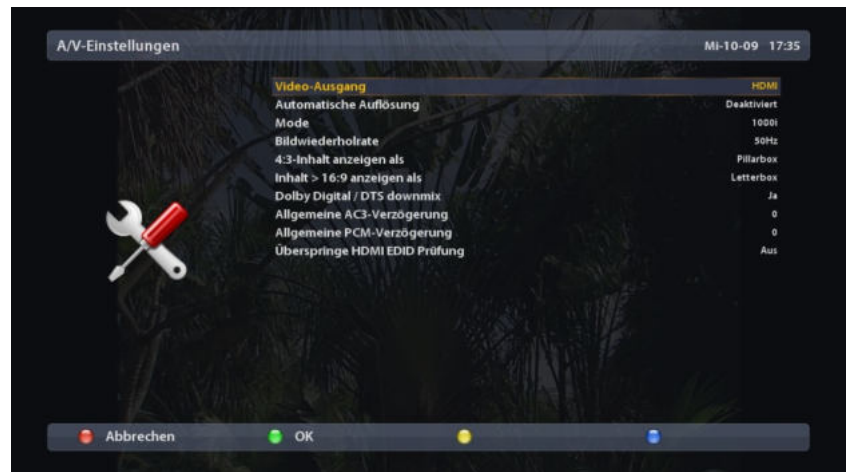 A/V-Einstellungen Mi-10-09 17:35
Video-Ausgang HDMI
Automatische Auflösung Deaktiviert
Mode 1080i
Bildwiederholrate 50Hz
4:3-Inhalt anzeigen als Pillarbox
Inhalt > 16:9 anzeigen als Letterbox
Dolby Digital / DTS downmix Ja
Allgemeine AC3-Verzögerung 0
Allgemeine PCM-Verzögerung 0
Überspringe HDMI EDID Prüfung Aus
Abbrechen OK